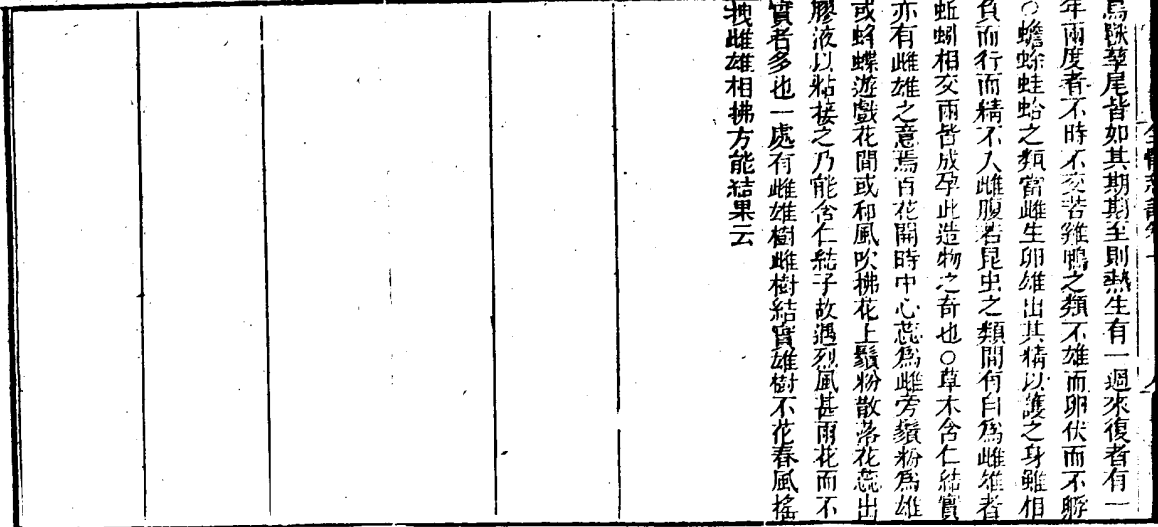 鳥獸孳尾皆如其期期至則熱生有一週來復者有一
年兩度者不時不交若雞鴨之類不雄而卵伏而不孵
○蟾蜍蛙蛤之類當雌生卵雄出其精以護之身雖相
負而行而精不入雌腹若昆虫之類間有自爲雌雄者
蚯蚓相交兩皆成孕此造物之奇也○草木含仁結實
亦有雌雄之意焉百花開時中心蕊爲雌旁鬚粉爲雄
或蜂蝶遊戲花間或和風吹拂花上鬚粉散落花蕊出
膠液以粘接之乃能含仁結子故遇烈風甚雨花而不
實者多也一處有雌雄樹雌樹結實雄樹不花春風搖
拽雌雄相拂方能結果云